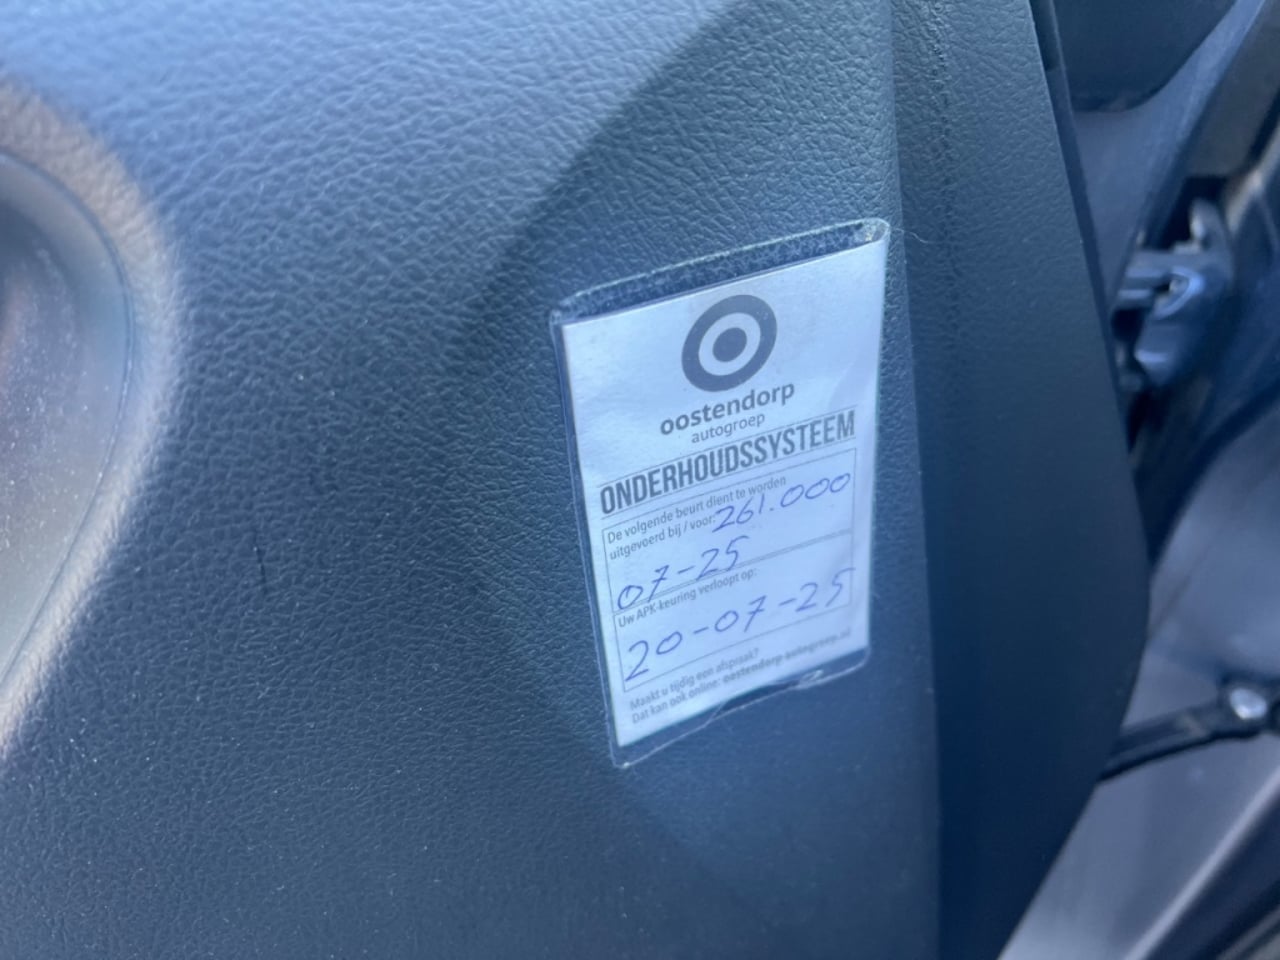 oostendorp
autogroep
ONDERHOUDSSYSTEEM
De volgende beurt dient te worden
uitgevoerd bij / voor: 261.000
07-25
Uw APK-keuring verloopt op:
20-07-25
Maakt u tijdig een afspraak?
Dat kan ook online: oostendorp-autogroep.nl